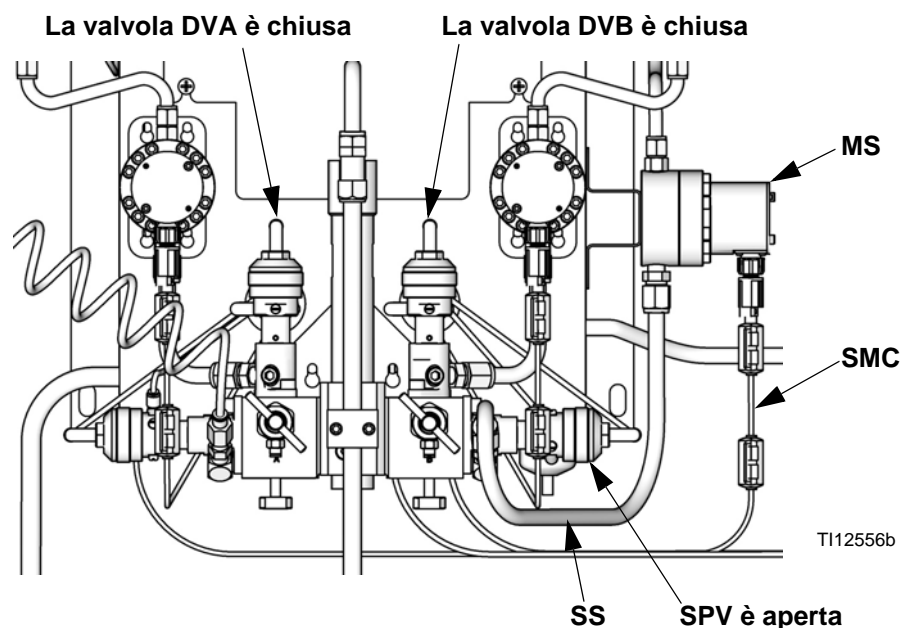 La valvola DVA è chiusa
La valvola DVB è chiusa
MS
SMC
TI12556b
SS
SPV è aperta